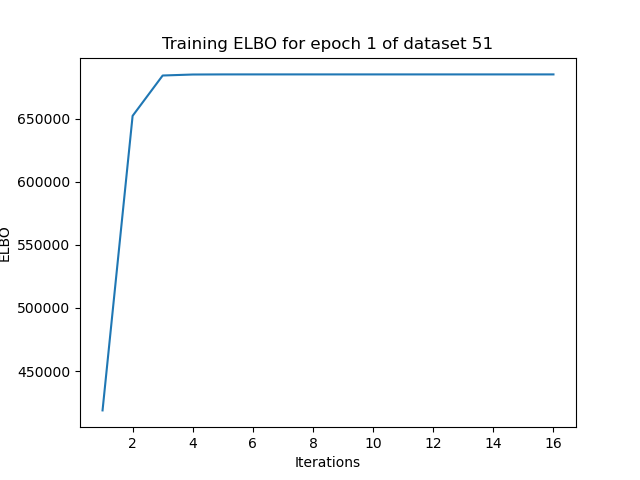 Training ELBO for epoch 1 of dataset 51
650000
600000
550000
500000
450000
ELBO
2 4 6 8 10 12 14 16
Iterations